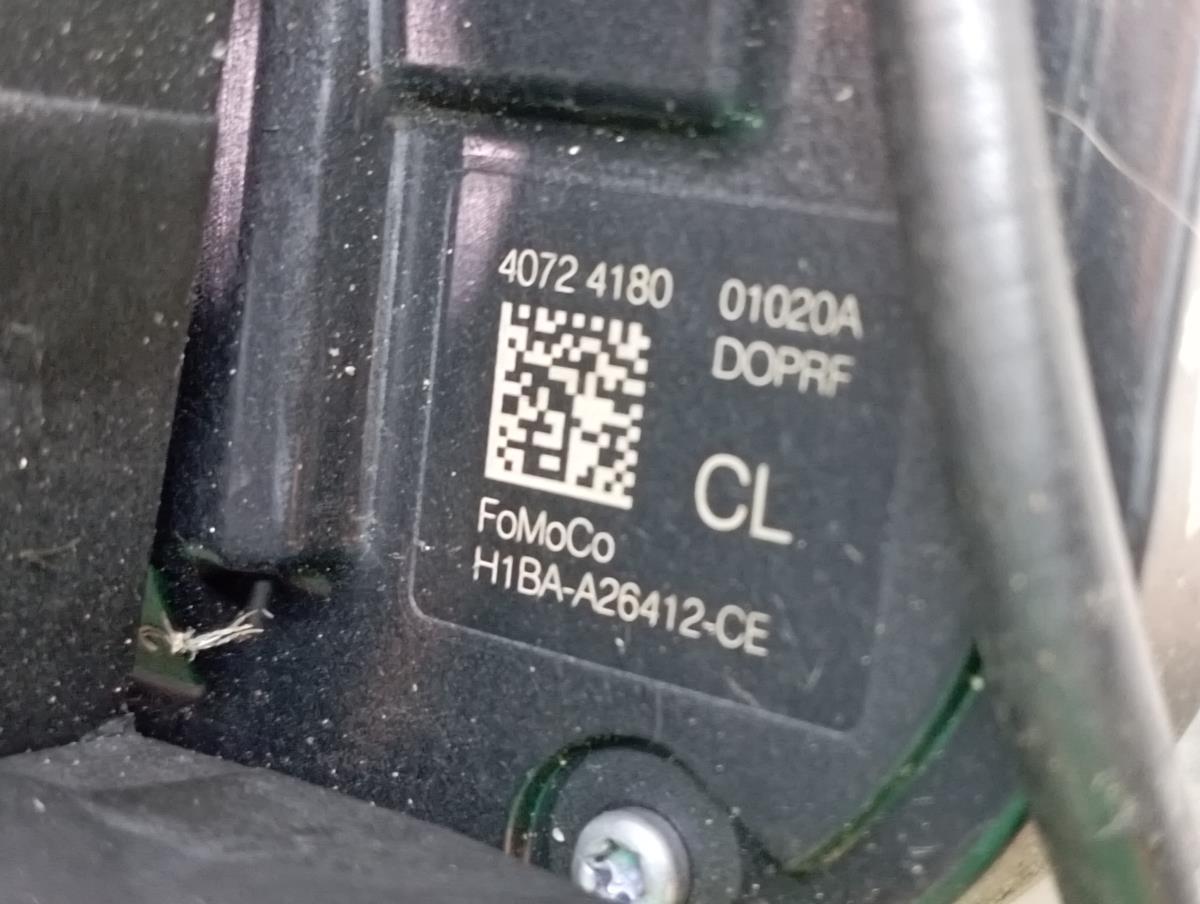 4072 4180 01020A
DOPRF
CL
FoMoCo
H1BA-A26412-CE